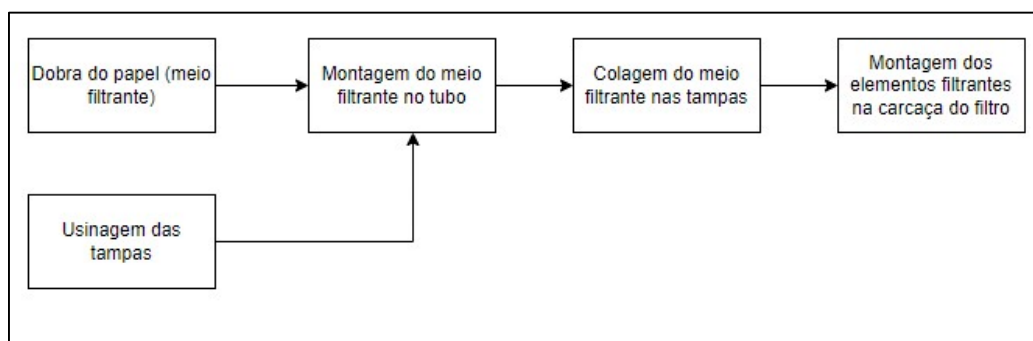 Dobra do papel (meio
filtrante)
Montagem do meio
filtrante no tubo
Colagem do meio
filtrante nas tampas
Montagem dos
elementos filtrantes
na carcaça do filtro
Usinagem das
tampas